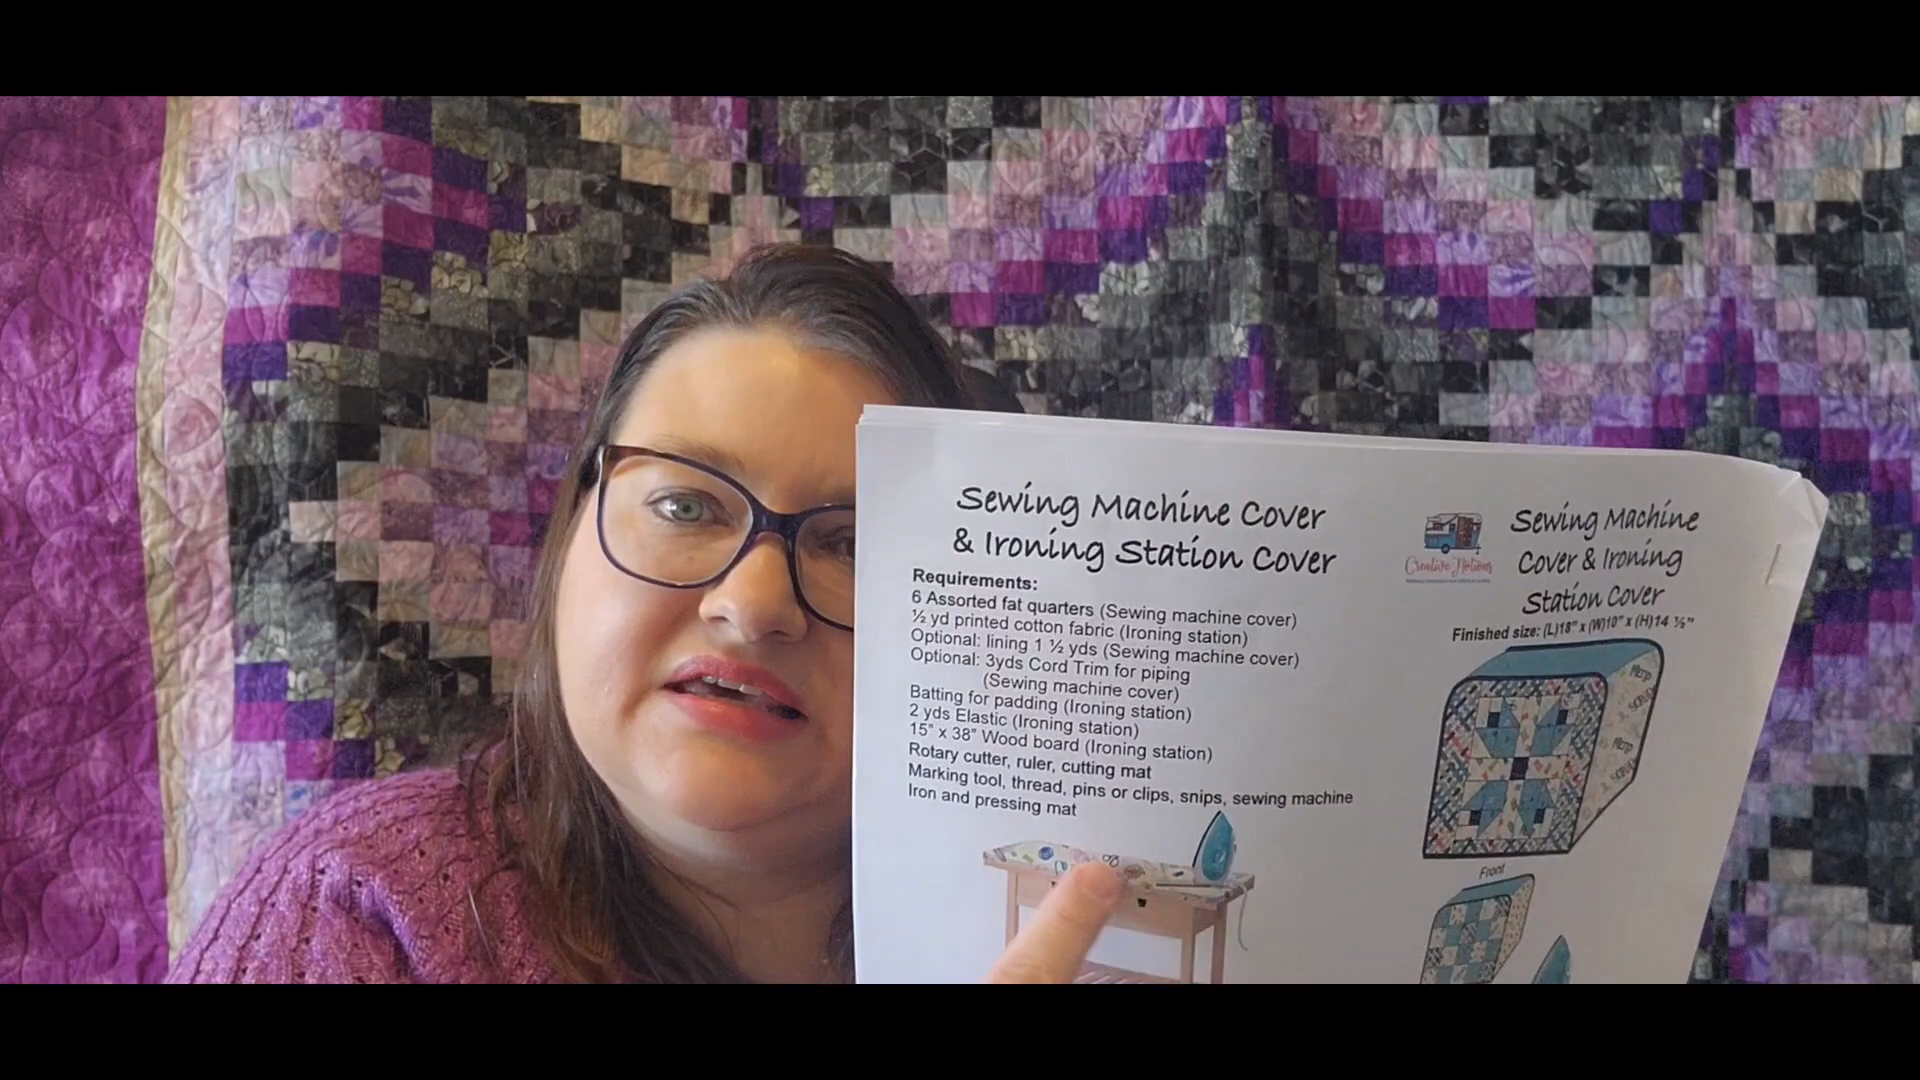 Sewing Machine Cover
& Ironing Station Cover
Requirements:
6 Assorted fat quarters (Sewing machine cover)
½ yd printed cotton fabric (Ironing station)
Optional: lining 1 ½ yds (Sewing machine cover)
Optional: 3yds Cord Trim for piping
(Sewing machine cover)
Batting for padding (Ironing station)
2 yds Elastic (Ironing station)
15" x 38" Wood board (Ironing station)
Rotary cutter, ruler, cutting mat
Marking tool, thread, pins or clips, snips, sewing machine
Iron and pressing mat
Creative Notions
Sewing Machine
Cover & Ironing
Station Cover
Finished size: (L)18" x (W)10" x (H)14 ½"
Front